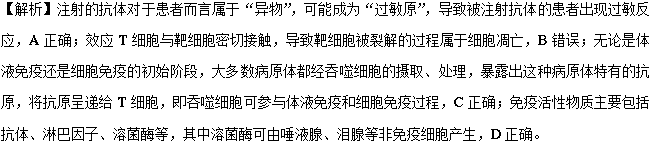 【解析】注射的抗体对于患者而言属于“异物”，可能成为“过敏原”，导致被注射抗体的患者出现过敏反
应，A 正确；效应 T 细胞与靶细胞密切接触，导致靶细胞被裂解的过程属于细胞凋亡，B 错误；无论是体
液免疫还是细胞免疫的初始阶段，大多数病原体都经吞噬细胞的摄取、处理，暴露出这种病原体特有的抗
原，将抗原呈递给 T 细胞，即吞噬细胞可参与体液免疫和细胞免疫过程，C 正确；免疫活性物质主要包括
抗体、淋巴因子、溶菌酶等，其中溶菌酶可由唾液腺、泪腺等非免疫细胞产生，D 正确。